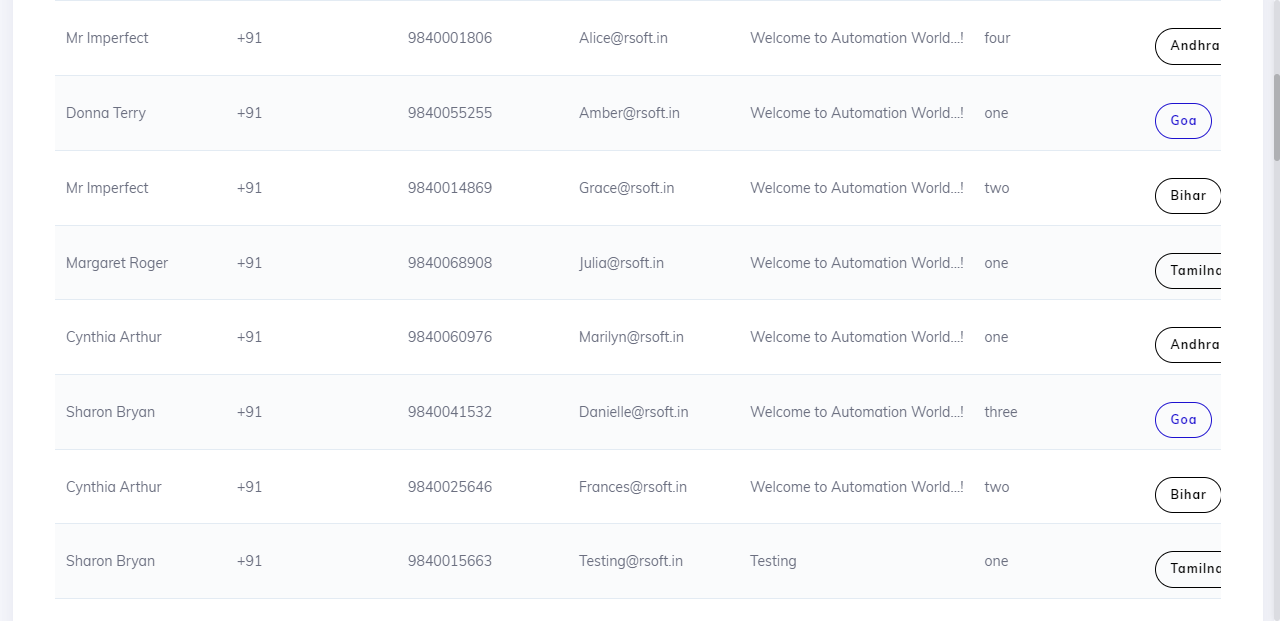 Mr Imperfect +91 9840001806 Alice@rsoft.in Welcome to Automation World...! four Andhra
Donna Terry +91 9840055255 Amber@rsoft.in Welcome to Automation World...! one Goa
Mr Imperfect +91 9840014869 Grace@rsoft.in Welcome to Automation World...! two Bihar
Margaret Roger +91 9840068908 Julia@rsoft.in Welcome to Automation World...! one
Cynthia Arthur +91 9840060976 Marilyn@rsoft.in Welcome to Automation World...! one Andhra
Sharon Bryan +91 9840041532 Danielle@rsoft.in Welcome to Automation World...! three Goa
Cynthia Arthur +91 9840025646 Frances@rsoft.in Welcome to Automation World...! two Bihar
Sharon Bryan +91 9840015663 Testing@rsoft.in Testing one